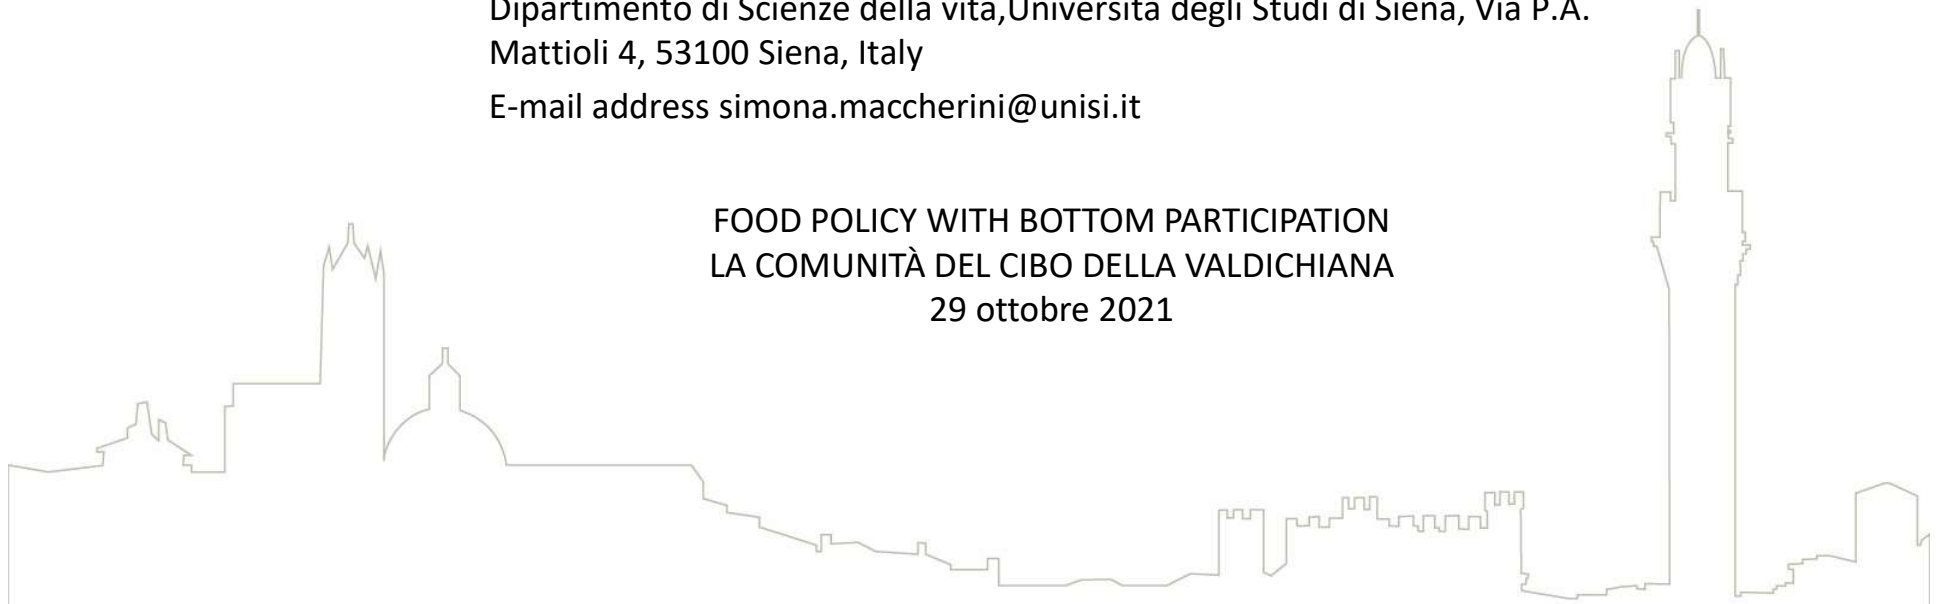 Dipartimento di Scienze della vita,Università degli Studi di Siena, Via P.A.
Mattioli 4, 53100 Siena, Italy
E-mail address simona.maccherini@unisi.it
FOOD POLICY WITH BOTTOM PARTICIPATION
LA COMUNITÀ DEL CIBO DELLA VALDICHIANA
29 ottobre 2021